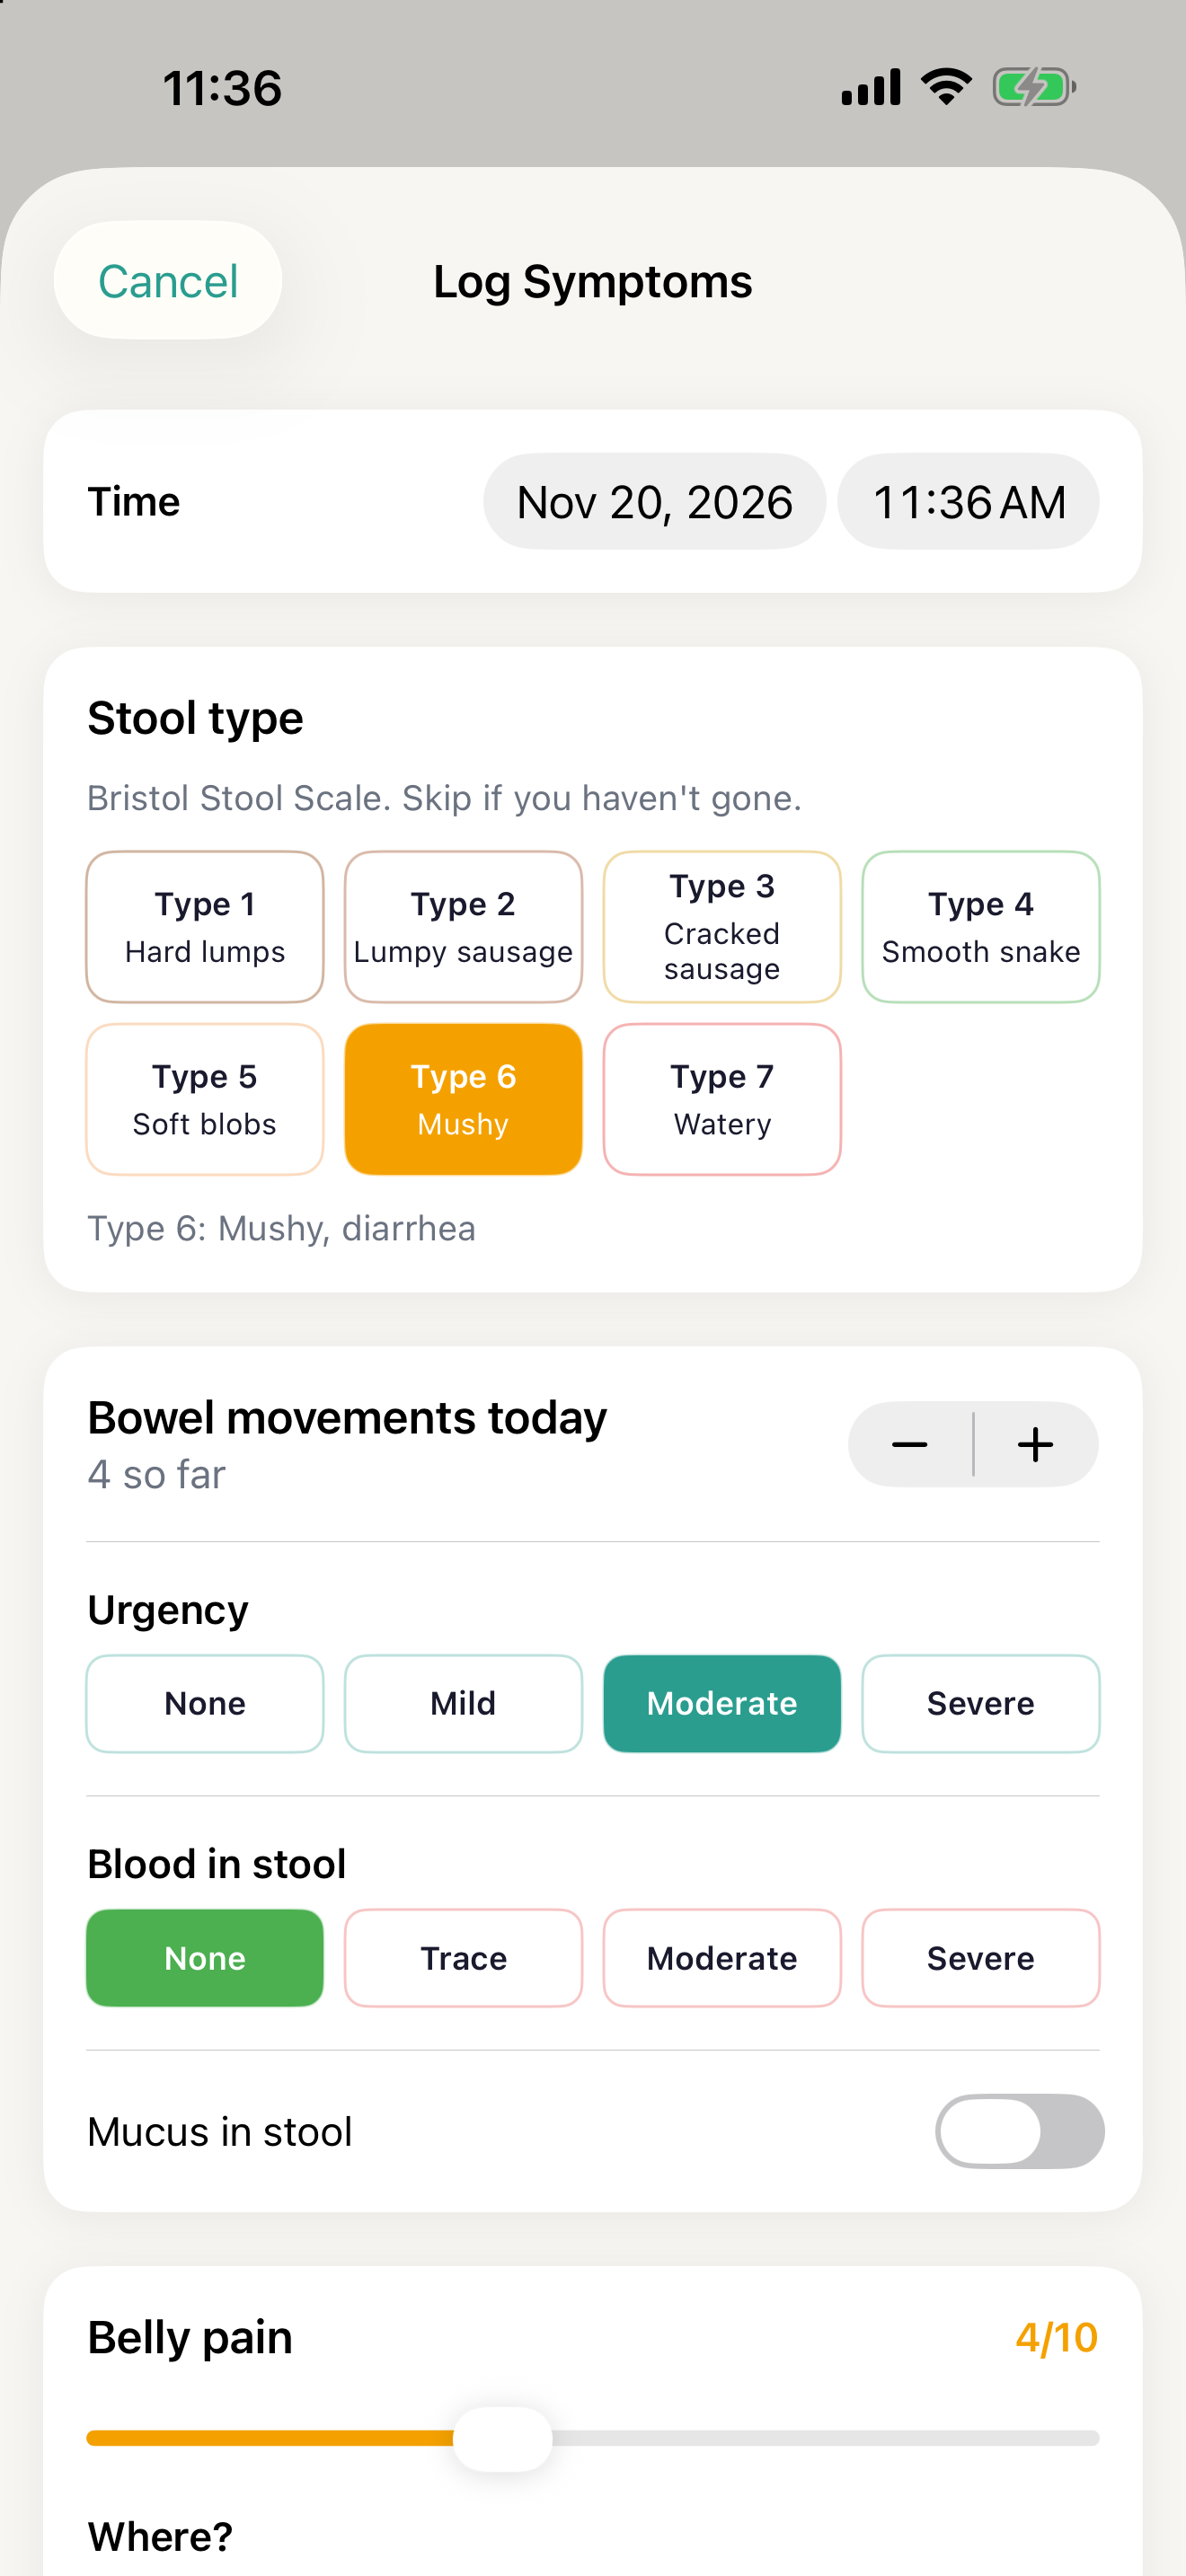 11:36
Cancel
Log Symptoms
Time
Nov 20, 2026
11:36 AM
Stool type
Bristol Stool Scale. Skip if you haven't gone.
Type 1
Hard lumps
Type 2
Lumpy sausage
Type 3
Cracked
sausage
Type 4
Smooth snake
Type 5
Soft blobs
Type 6
Mushy
Type 7
Watery
Type 6: Mushy, diarrhea
Bowel movements today
4 so far
Urgency
None
Mild
Moderate
Severe
Blood in stool
None
Trace
Moderate
Severe
Mucus in stool
Belly pain
4/10
Where?